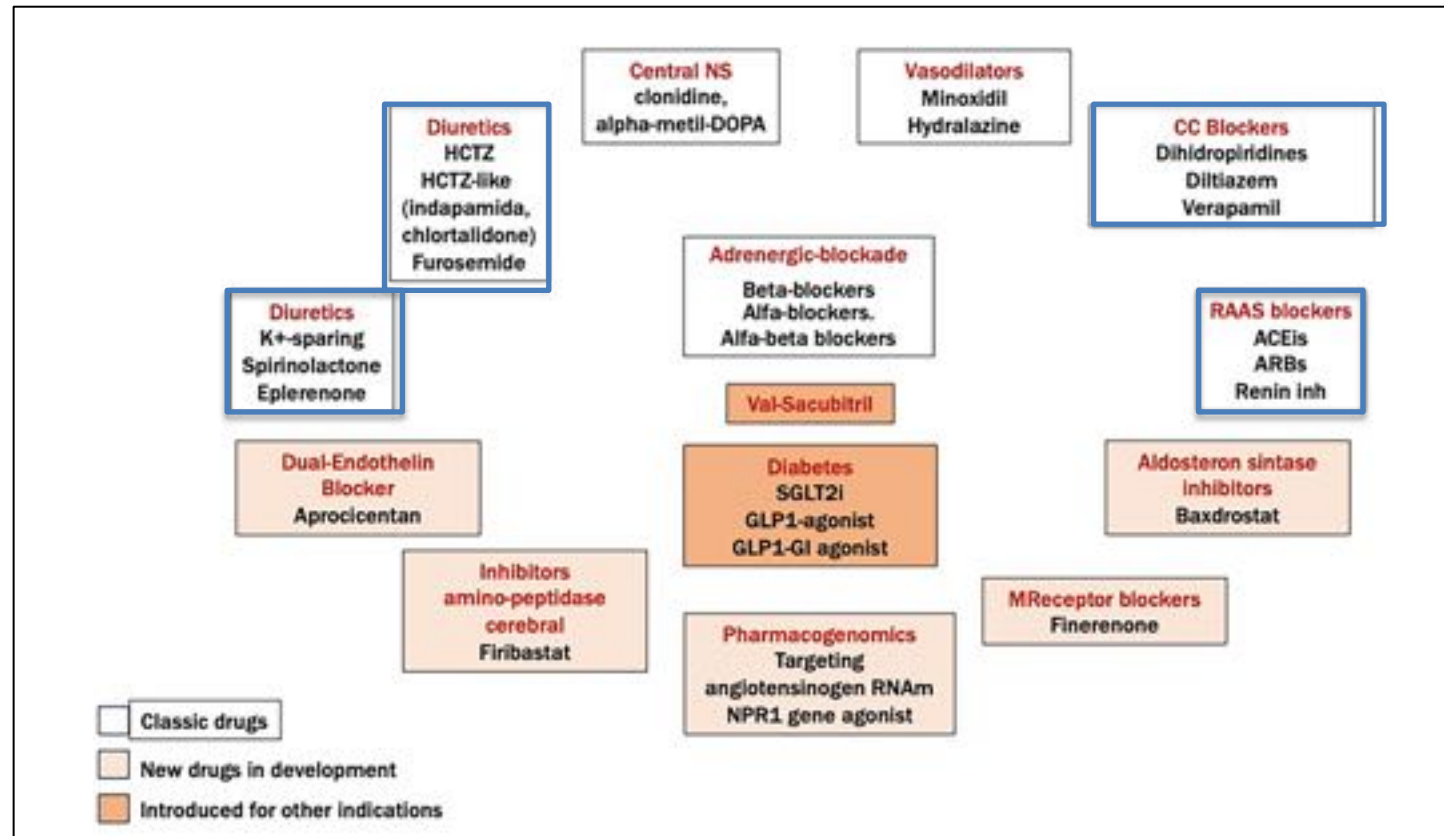 Central NS
clonidine,
alpha-metil-DOPA
Vasodilators
Minoxidil
Hydralazine
Diuretics
HCTZ
HCTZ-like
(indapamida,
chlortalidone)
Furosemide
CC Blockers
Dihidropiridines
Diltiazem
Verapamil
Adrenergic-blockade
Beta-blockers
Alfa-blockers.
Alfa-beta blockers
Diuretics
K+-sparing
Spirinolactone
Eplerenone
RAAS blockers
ACEis
ARBs
Renin inh
Val-Sacubitril
Dual-Endothelin
Blocker
Aprocicentan
Diabetes
SGLT2i
GLP1-agonist
GLP1-GI agonist
Aldosteron sintase
inhibitors
Baxdrostat
Inhibitors
amino-peptidase
cerebral
Firibastat
MReceptor blockers
Finerenone
Pharmacogenomics
Targeting
angiotensinogen RNAm
NPR1 gene agonist
Classic drugs
New drugs in development
Introduced for other indications